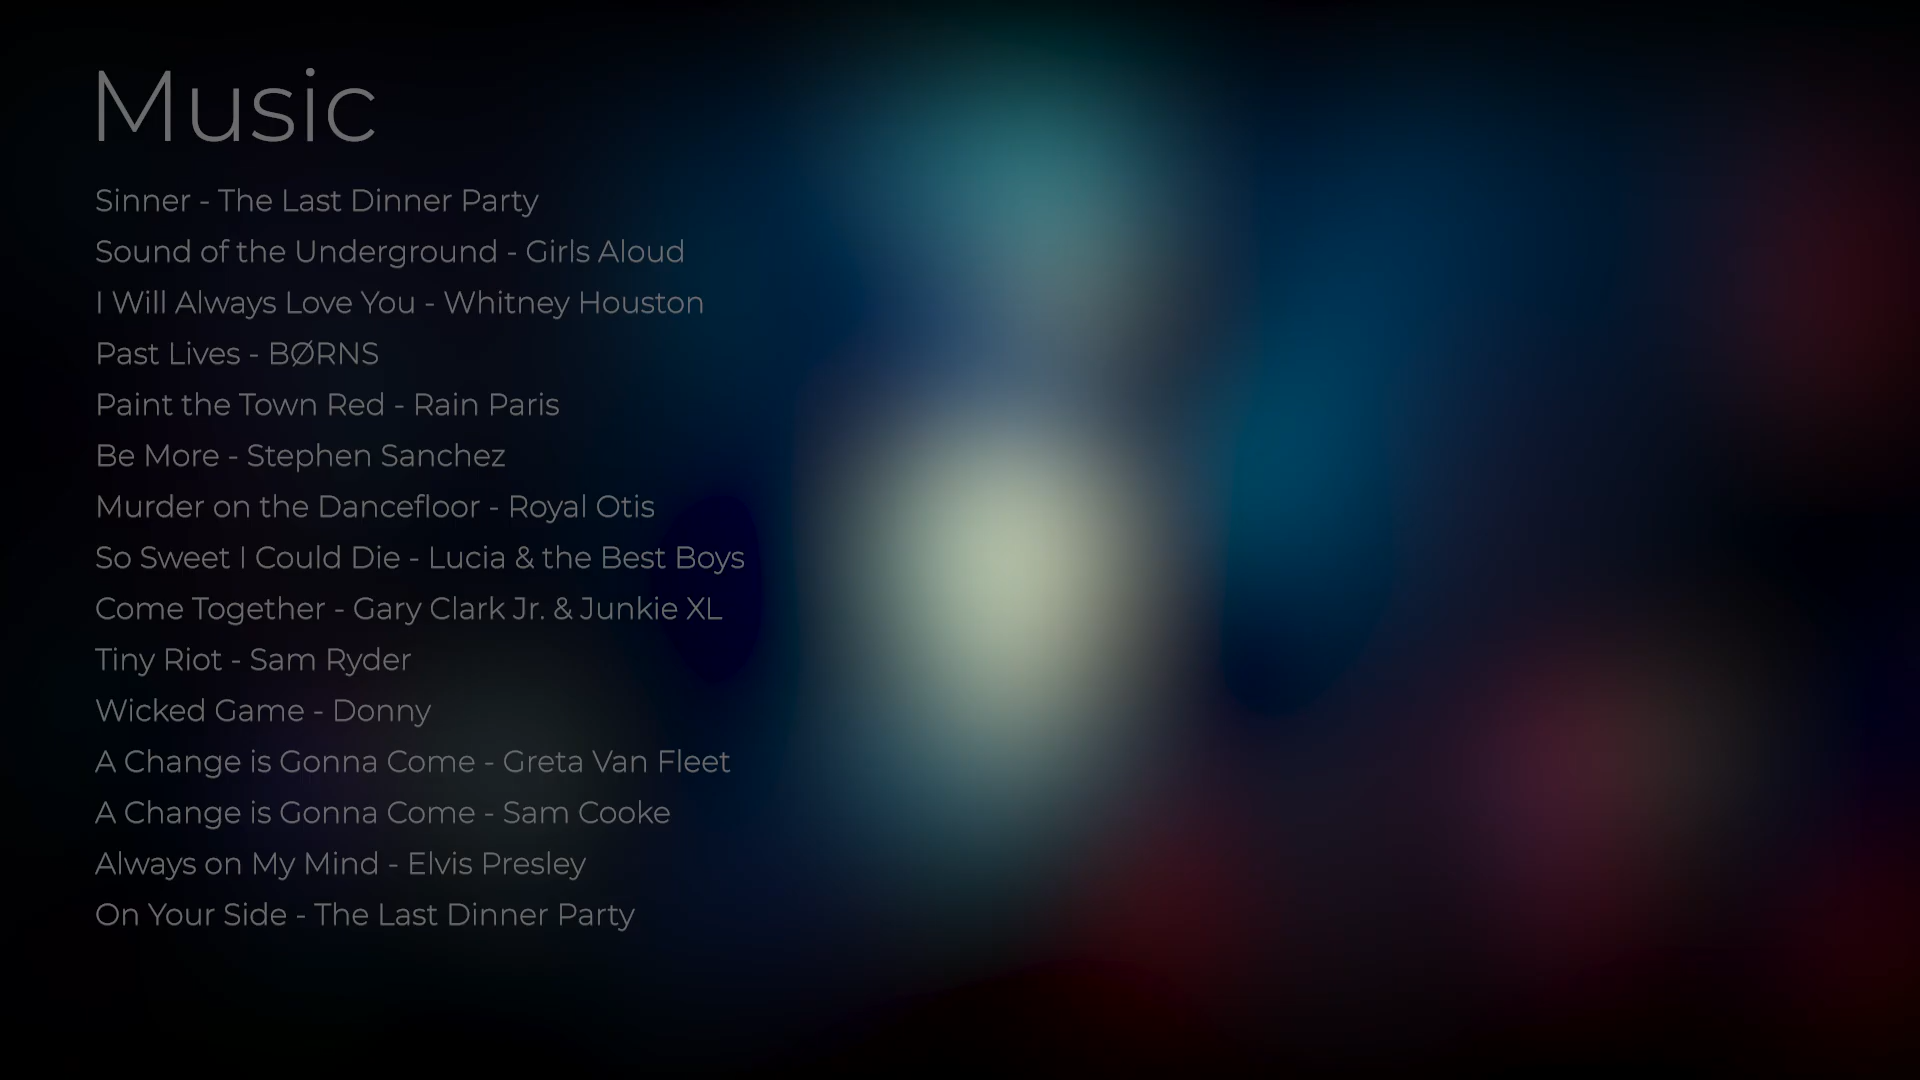 Music
Sinner - The Last Dinner Party
Sound of the Underground - Girls Aloud
I Will Always Love You - Whitney Houston
Past Lives - BØRNS
Paint the Town Red - Rain Paris
Be More - Stephen Sanchez
Murder on the Dancefloor - Royal Otis
So Sweet I Could Die - Lucia & the Best Boys
Come Together - Gary Clark Jr. & Junkie XL
Tiny Riot - Sam Ryder
Wicked Game - Donny
A Change is Gonna Come - Greta Van Fleet
A Change is Gonna Come - Sam Cooke
Always on My Mind - Elvis Presley
On Your Side - The Last Dinner Party